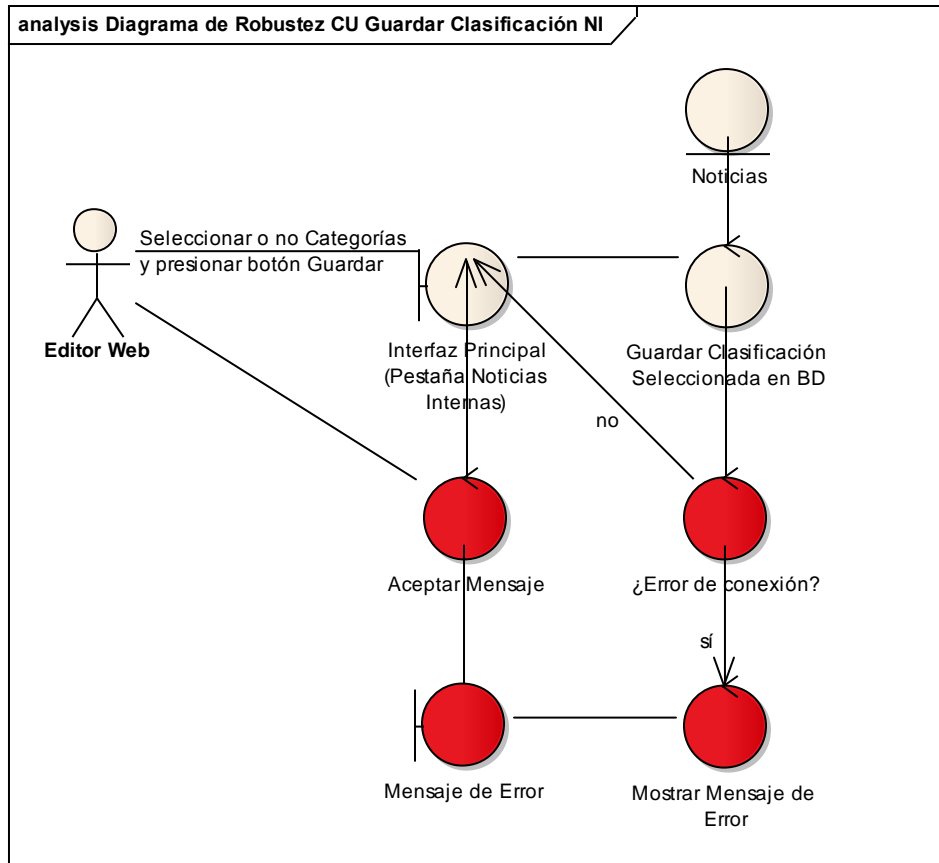 analysis Diagrama de Robustez CU Guardar Clasificación NI
Noticias
Seleccionar o no Categorías
y presionar botón Guardar
Editor Web
Interfaz Principal
(Pestaña Noticias
Internas)
Guardar Clasificación
Seleccionada en BD
no
Aceptar Mensaje
¿Error de conexión?
sí
Mensaje de Error
Mostrar Mensaje de
Error